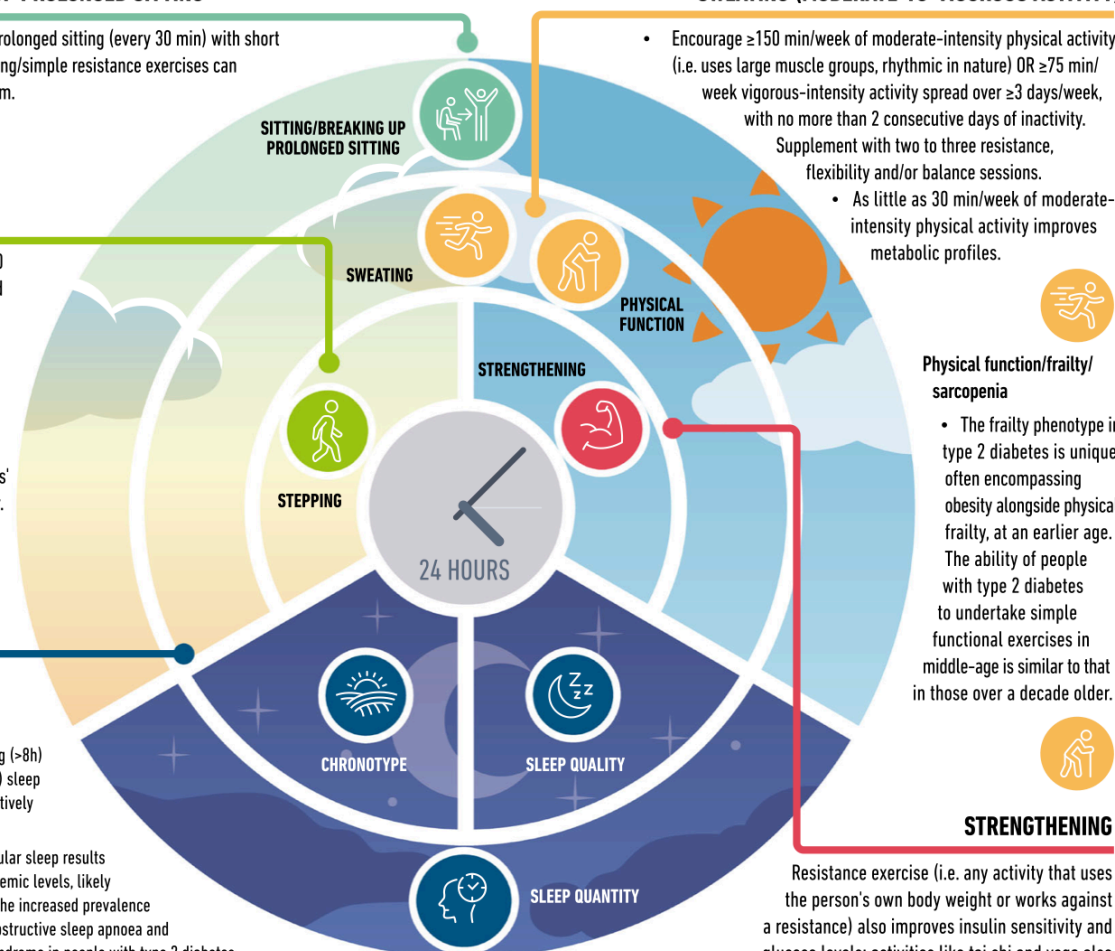 rolonged sitting (every 30 min) with short
ng/simple resistance exercises can
m.
• Encourage ≥150 min/week of moderate-intensity physical activity
(i.e. uses large muscle groups, rhythmic in nature) OR ≥75 min/
week vigorous-intensity activity spread over ≥3 days/week,
with no more than 2 consecutive days of inactivity.
Supplement with two to three resistance,
flexibility and/or balance sessions.
• As little as 30 min/week of moderate-
intensity physical activity improves
metabolic profiles.
SITTING/BREAKING UP
PROLONGED SITTING
SWEATING
PHYSICAL
FUNCTION
STRENGTHENING
STEPPING
24 HOURS
CHRONOTYPE
SLEEP QUALITY
SLEEP QUANTITY
Physical function/frailty/
sarcopenia
• The frailty phenotype in
type 2 diabetes is unique
often encompassing
obesity alongside physical
frailty, at an earlier age.
The ability of people
with type 2 diabetes
to undertake simple
functional exercises in
middle-age is similar to that
in those over a decade older.
g (>8h)
) sleep
tively
ular sleep results
emic levels, likely
he increased prevalence
bstructive sleep apnoea and
STRENGTHENING
Resistance exercise (i.e. any activity that uses
the person's own body weight or works against
a resistance) also improves insulin sensitivity and